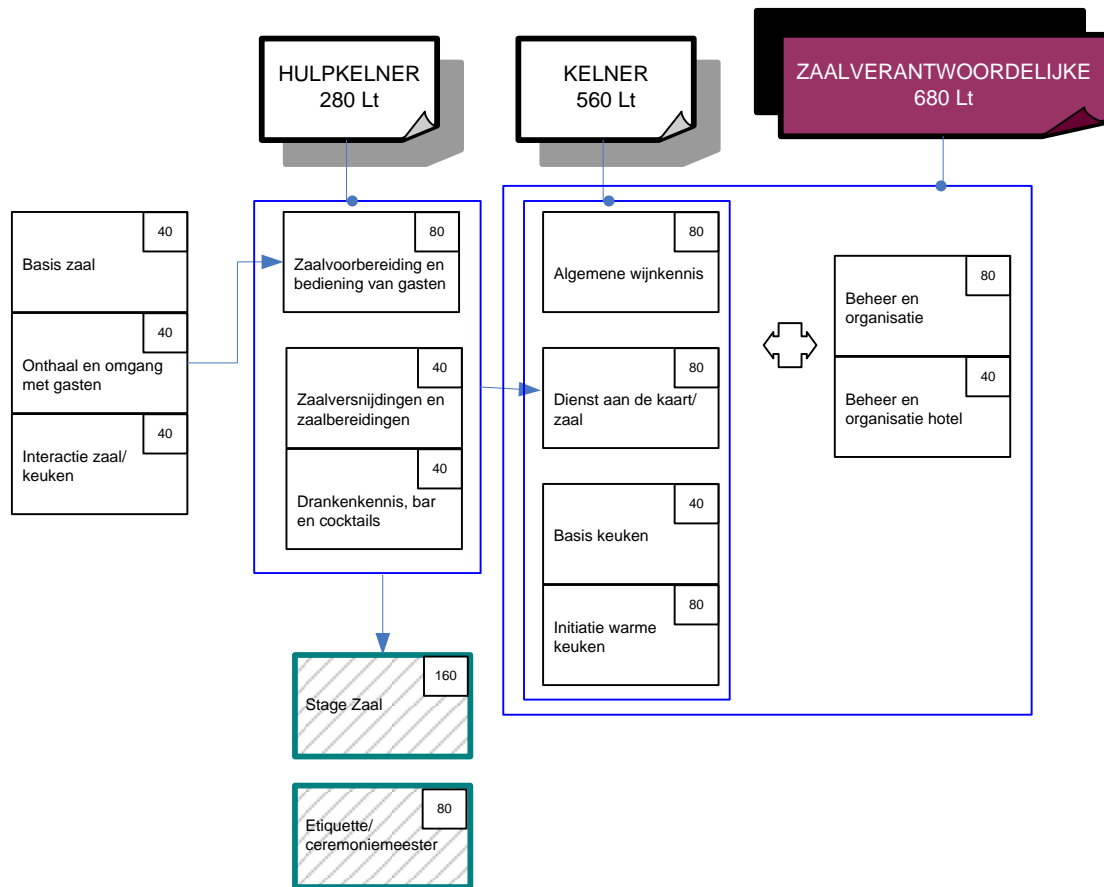 HULPKELNER
280 Lt
KELNER
560 Lt
ZAALVERANTWOORDELIJKE
680 Lt
40
Basis zaal
40
Onthaal en omgang
met gasten
40
Interactie zaal/
keuken
80
Zaalvoorbereiding en
bediening van gasten
40
Zaalversnijdingen en
zaalbereidingen
40
Drankenkennis, bar
en cocktails
160
Stage Zaal
80
Etiquette/
ceremoniemeester
80
Algemene wijnkennis
80
Dienst aan de kaart/
zaal
40
Basis keuken
80
Initiatie warme
keuken
80
Beheer en
organisatie
40
Beheer en
organisatie hotel